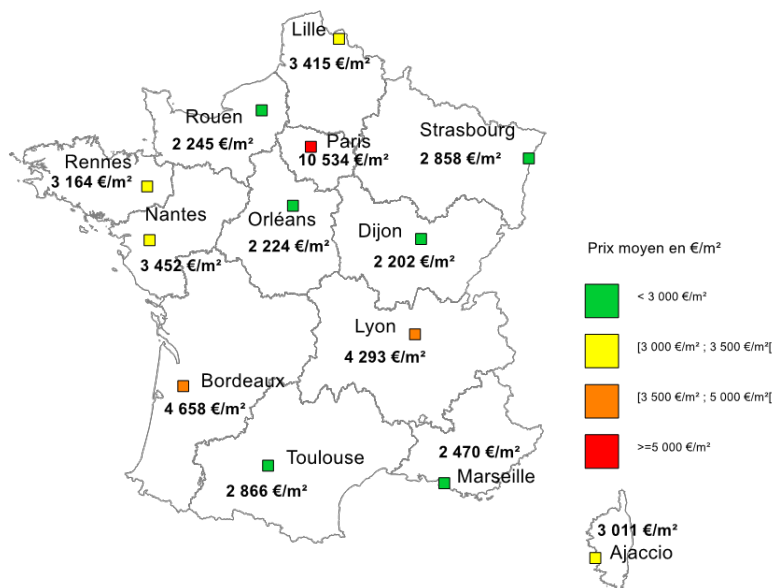 Lille
3 415 €/m²
Rouen
2 245 €/m²
Paris
10 534 €/m²
Strasbourg
2 858 €/m²
Rennes
3 164 €/m²
Nantes
3 452 €/m²
Orléans
2 224 €/m²
Dijon
2 202 €/m²
Lyon
4 293 €/m²
Bordeaux
4 658 €/m²
Toulouse
2 866 €/m²
2 470 €/m²
Marseille
3 011 €/m²
Ajaccio
Prix moyen en €/m²
< 3 000 €/m²
[3 000 €/m² ; 3 500 €/m²[
[3 500 €/m² ; 5 000 €/m²[
>=5 000 €/m²